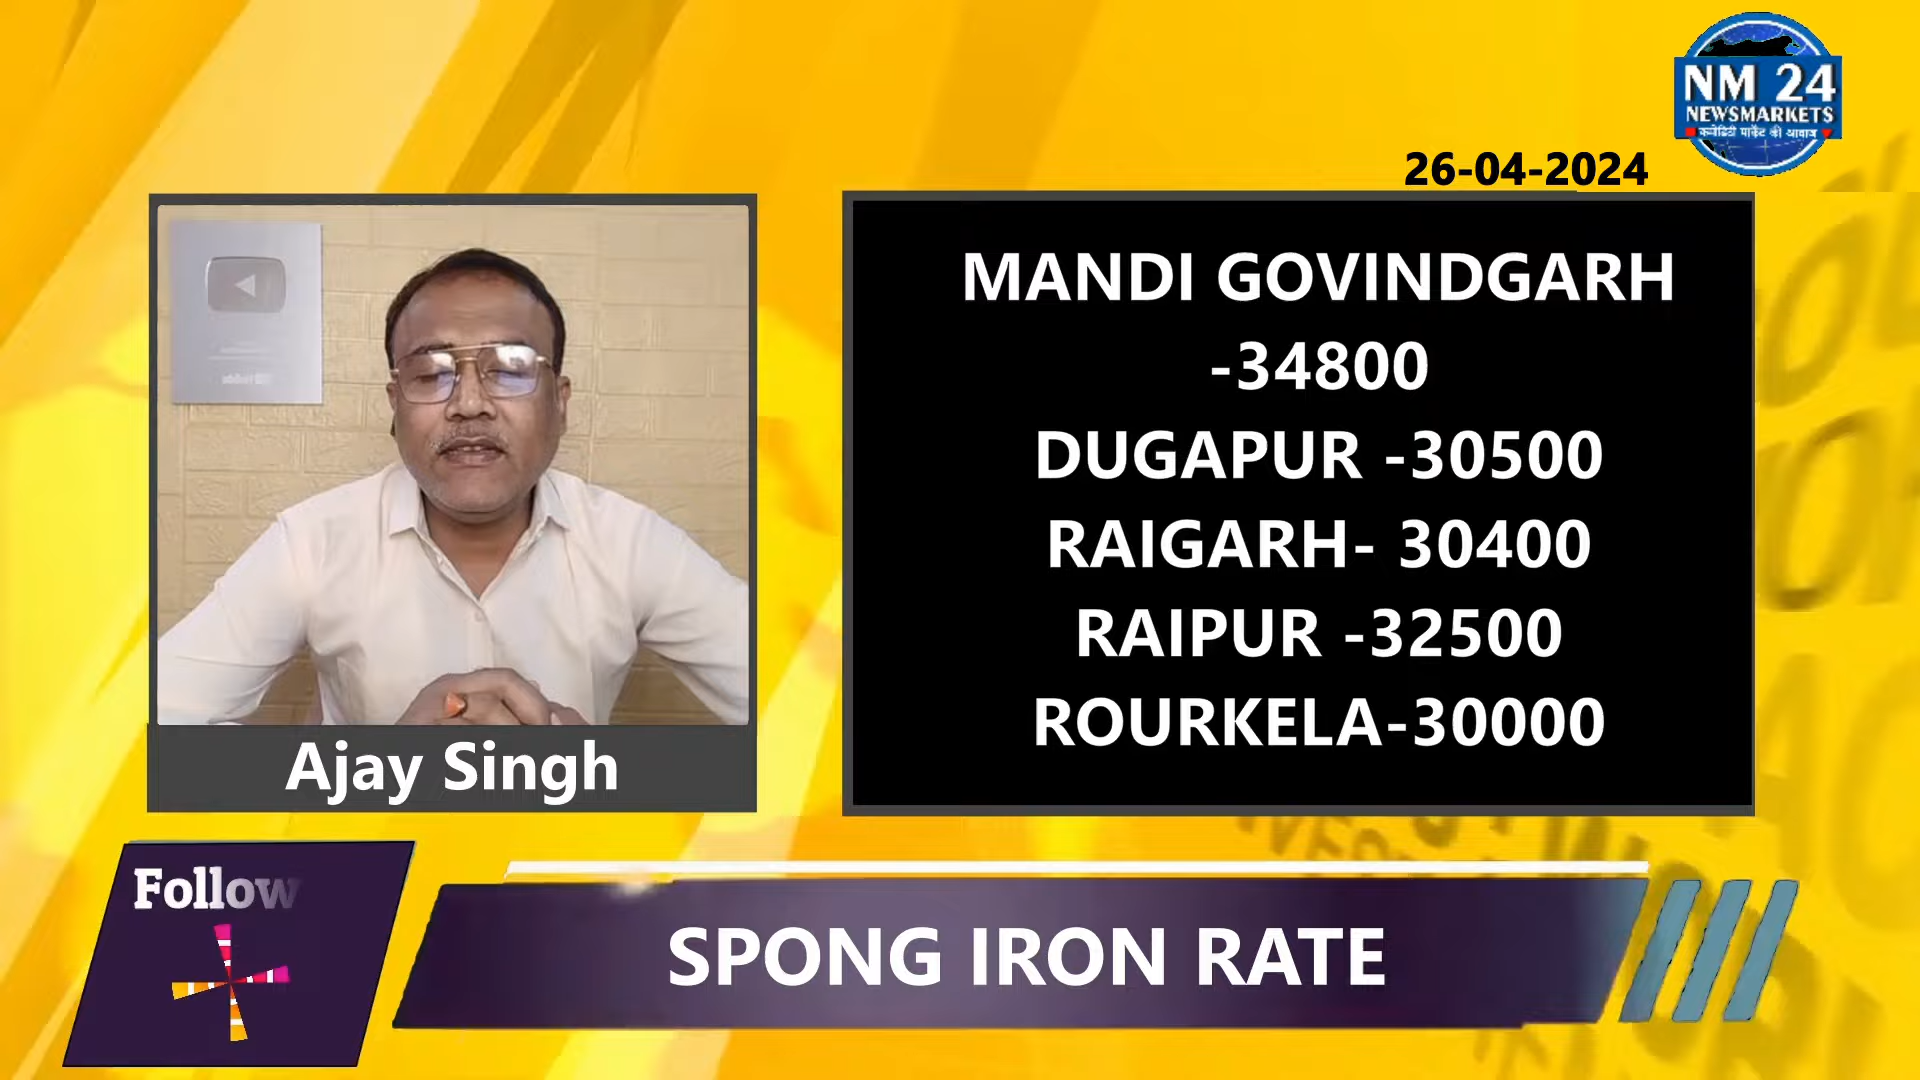 NM 24
NEWSMARKETS
कमोडिटी मार्केट की आवाज
26-04-2024
MANDI GOVINDGARH
-34800
DUGAPUR -30500
RAIGARH- 30400
RAIPUR -32500
ROURKELA-30000
Ajay Singh
Follow
SPONG IRON RATE